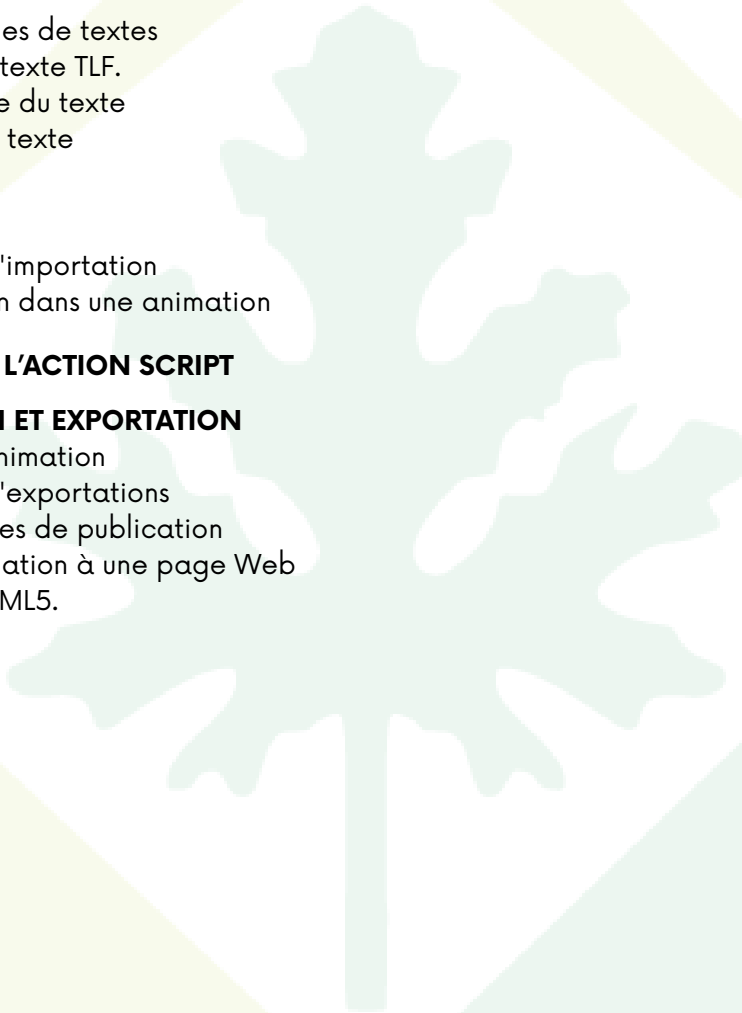 es de textes
texte TLF.
e du texte
texte
'importation
n dans une animation
L’ACTION SCRIPT
ET EXPORTATION
nimation
'exportations
es de publication
ation à une page Web
ML5.